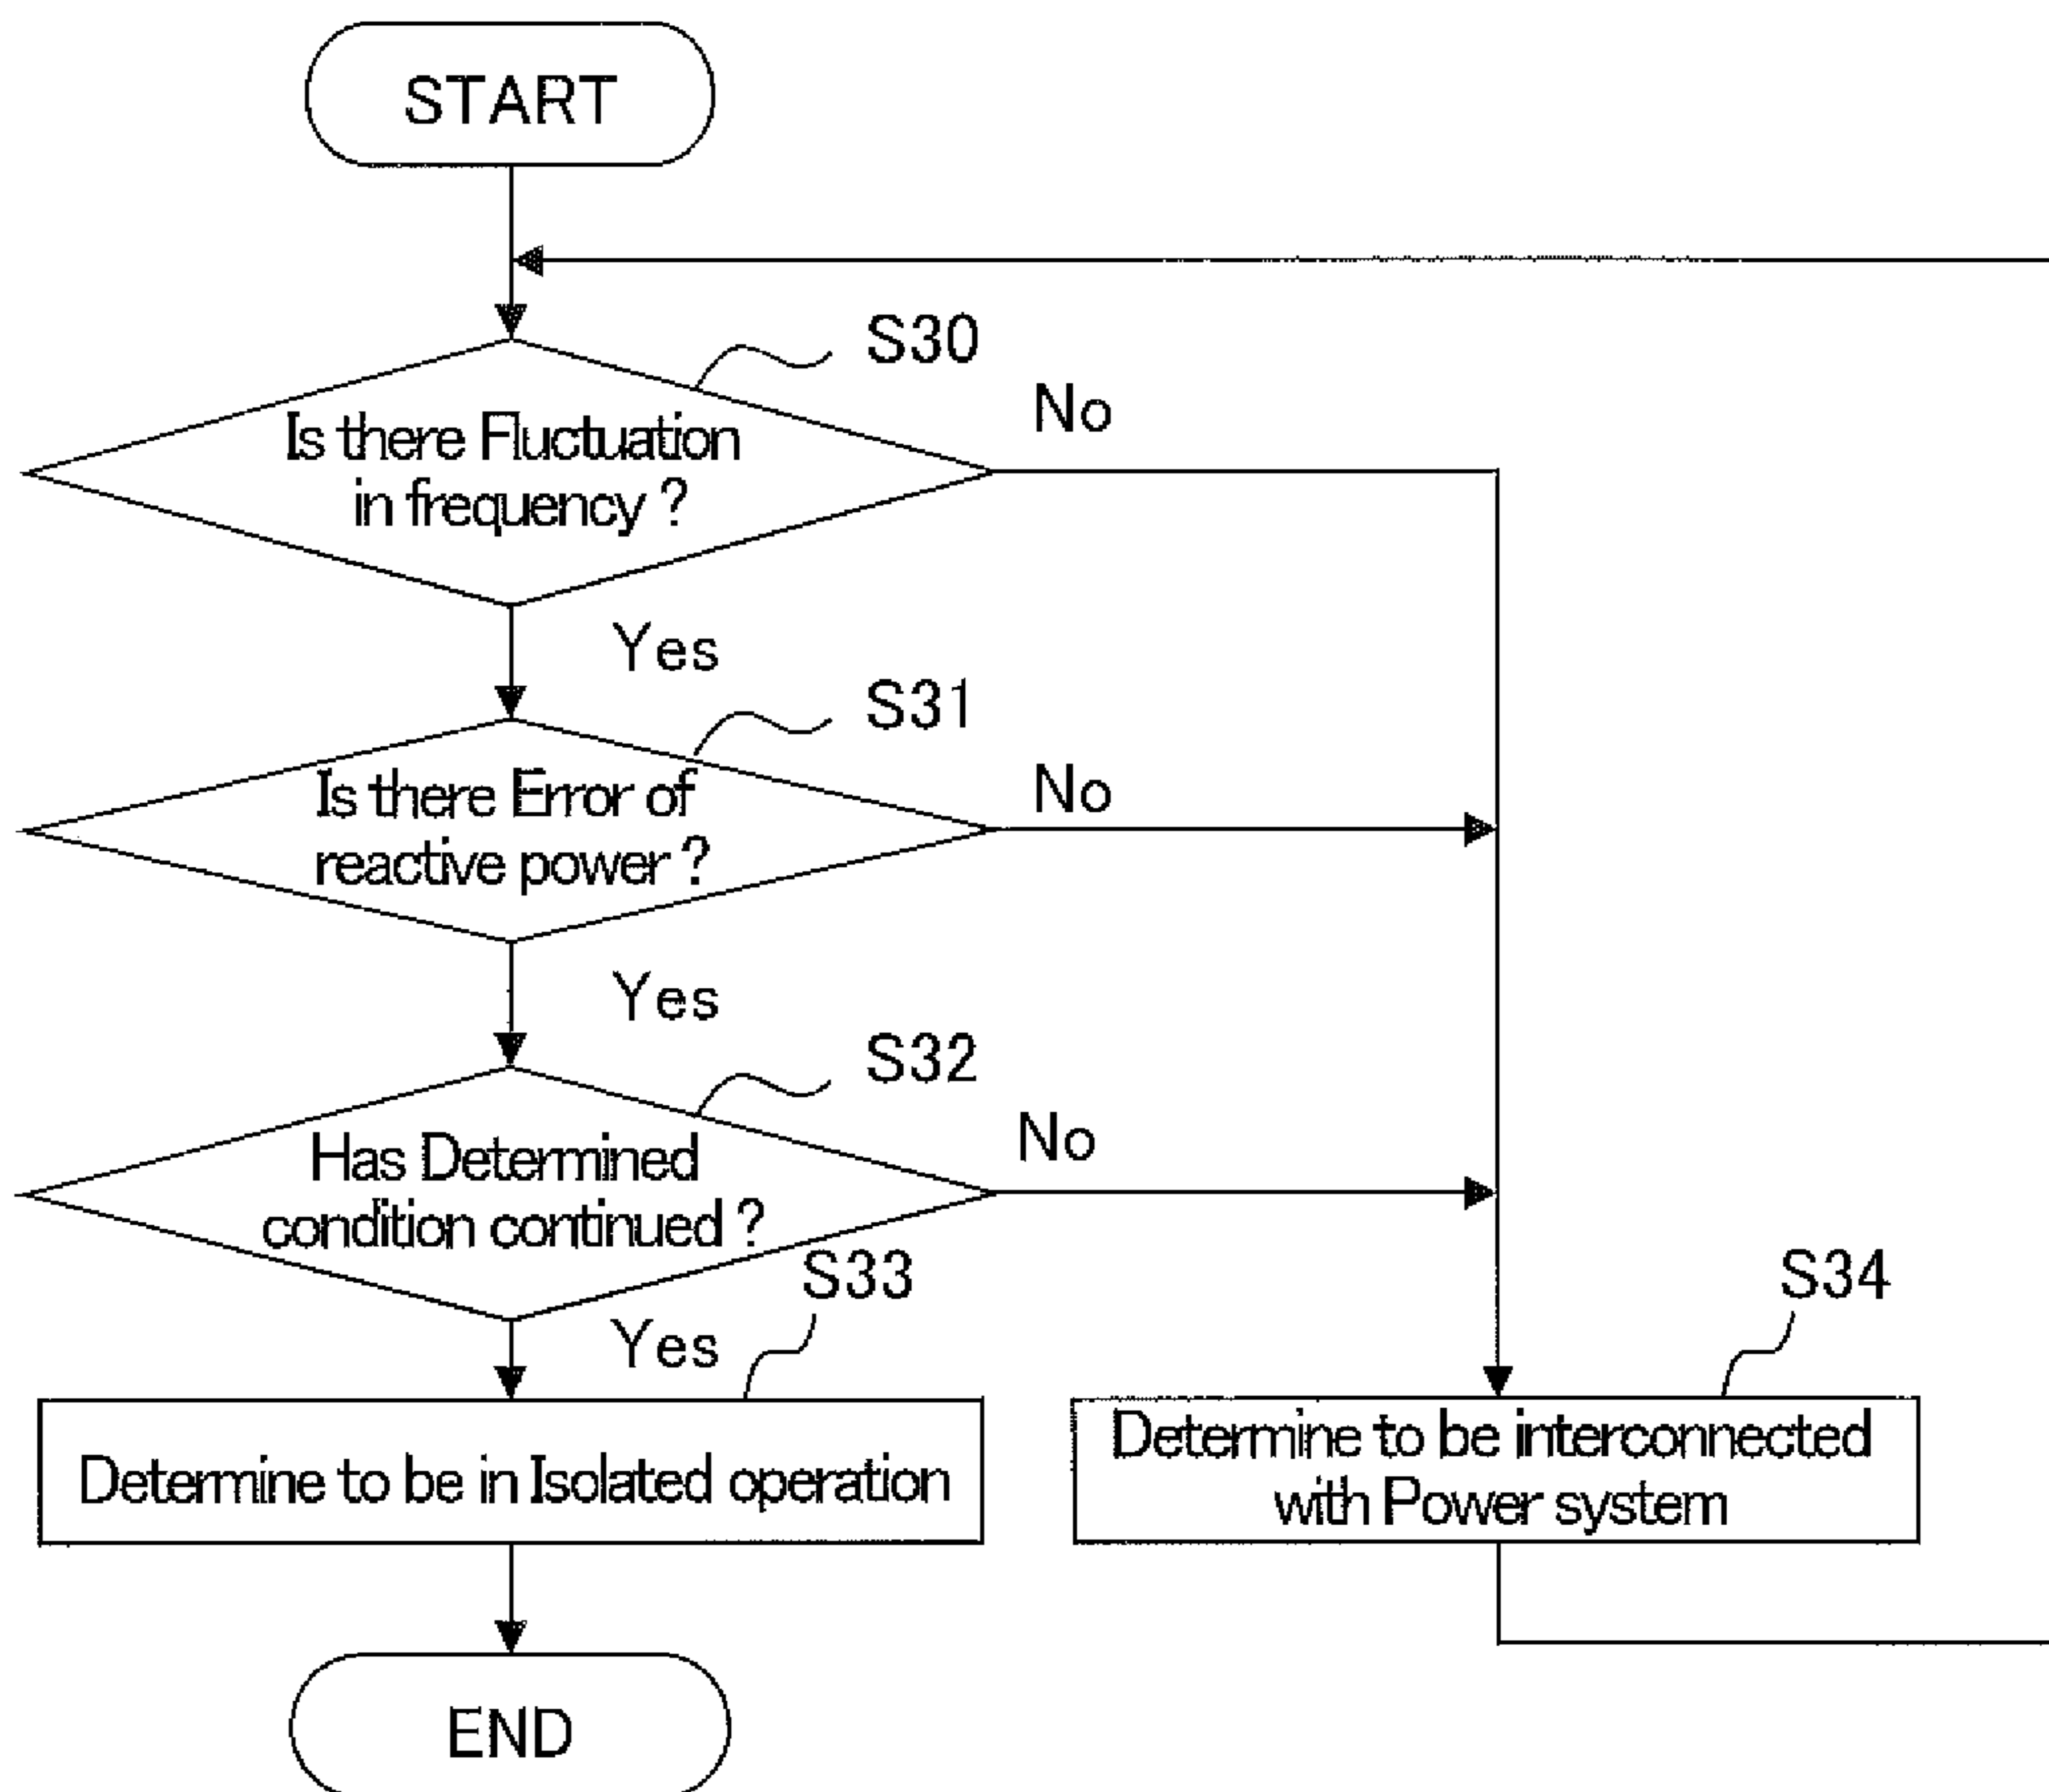 START
S30
No
Is there Fluctuation
in frequency ?
Yes
S31
No
Is there Error of
reactive power ?
Yes
S32
No
Has Determined
condition continued ?
S33
Yes
S34
Determine to be in Isolated operation
Determine to be interconnected
with Power system
END